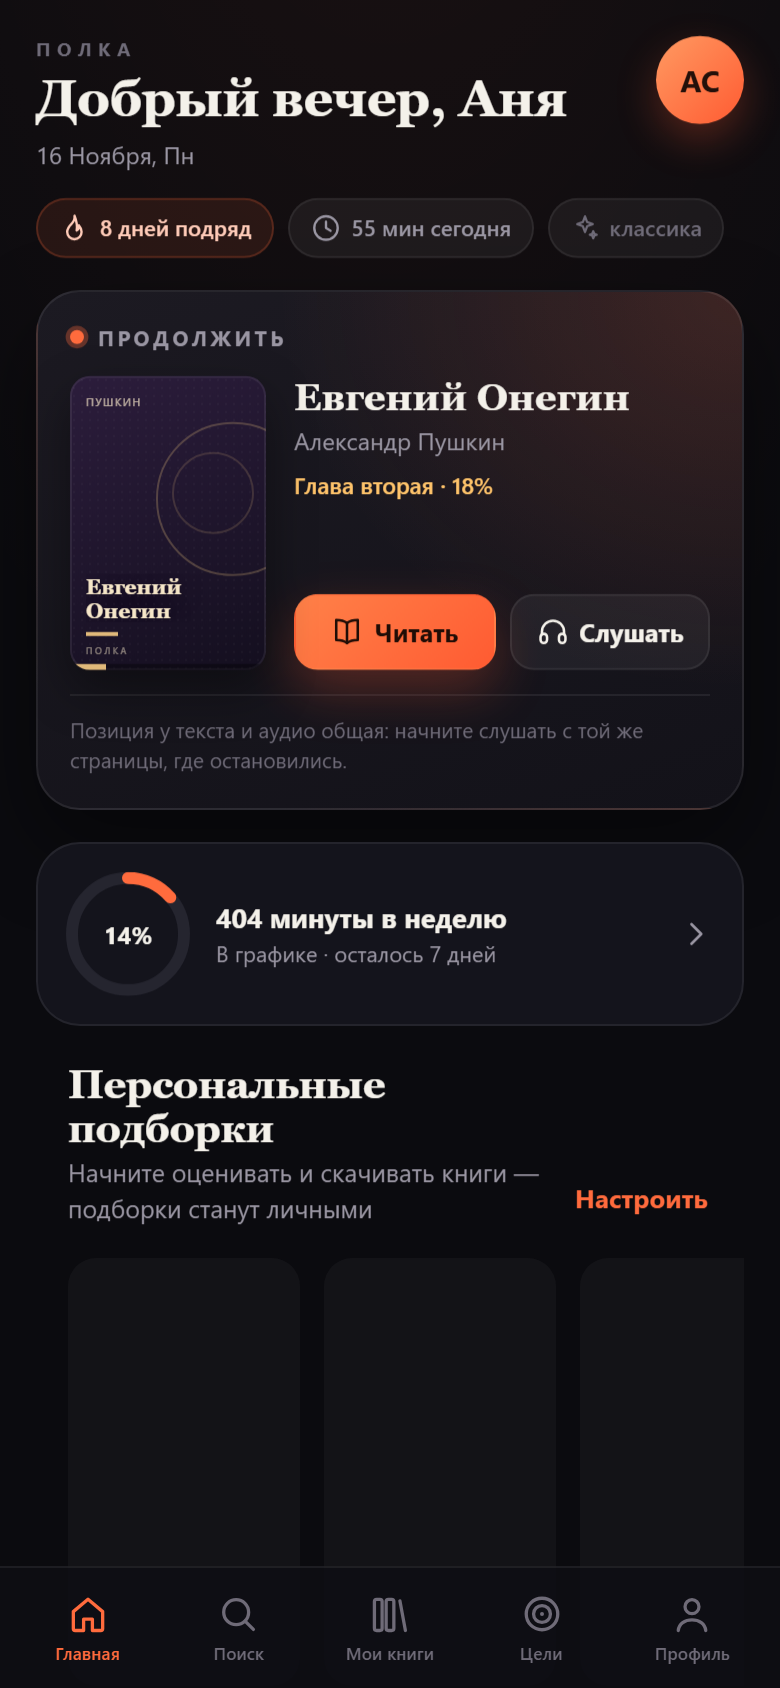 ПОЛКА
Добрый вечер, Аня
АС
16 Ноября, Пн
8 дней подряд
55 мин сегодня
классика
ПРОДОЛЖИТЬ
ПУШКИН
Евгений
Онегин
ПОЛКА
Евгений Онегин
Александр Пушкин
Глава вторая · 18%
Читать
Слушать
Позиция у текста и аудио общая: начните слушать с той же
страницы, где остановились.
14%
404 минуты в неделю
В графике · осталось 7 дней
Персональные
подборки
Начните оценивать и скачивать книги —
подборки станут личными
Настроить
Главная
Поиск
Мои книги
Цели
Профиль